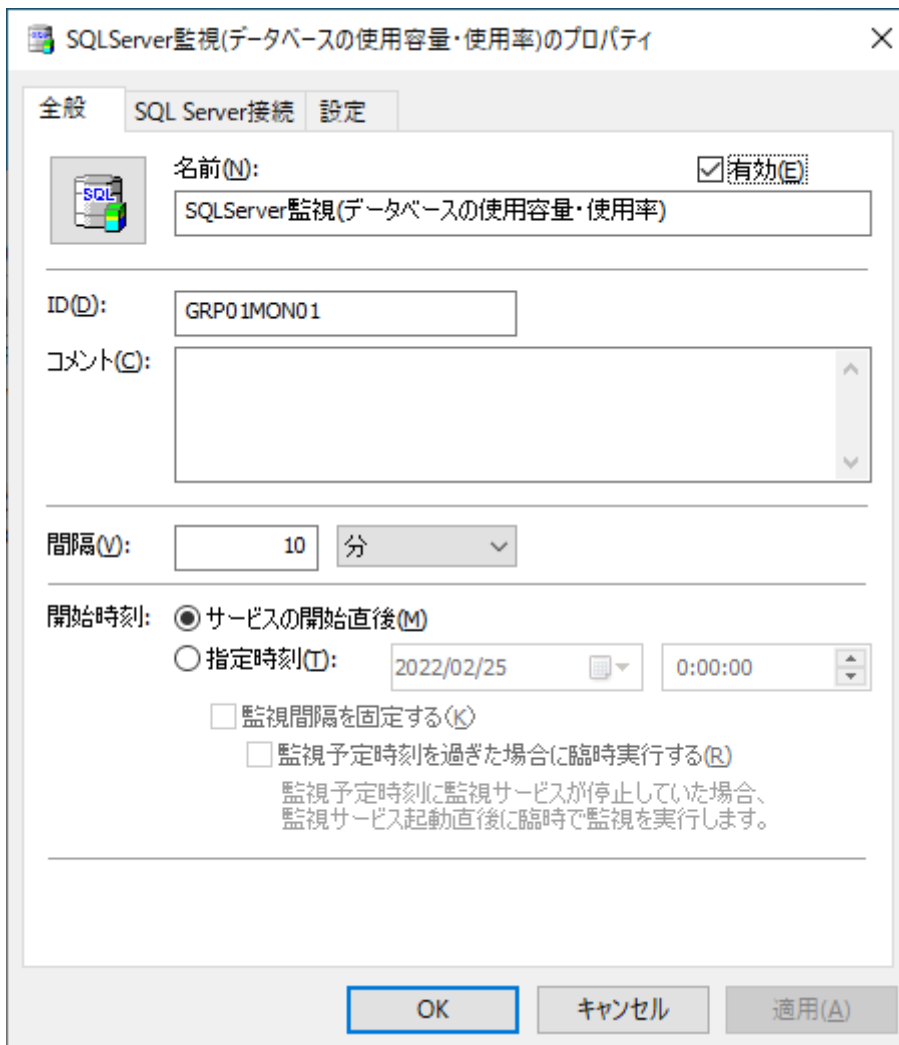 SQLServer監視(データベースの使用容量・使用率)のプロパティ
全般 SQL Server接続 設定
名前(N): 有効(E)
SQL
SQLServer監視(データベースの使用容量・使用率)
ID(D): GRP01MON01
コメント(C):
間隔(V): 10 分
開始時刻: サービスの開始直後(M)
指定時刻(T): 2022/02/25 0:00:00
監視間隔を固定する(K)
監視予定時刻を過ぎた場合に臨時実行する(R)
監視予定時刻に監視サービスが停止していた場合、
監視サービス起動直後に臨時で監視を実行します。
OK キャンセル 適用(A)